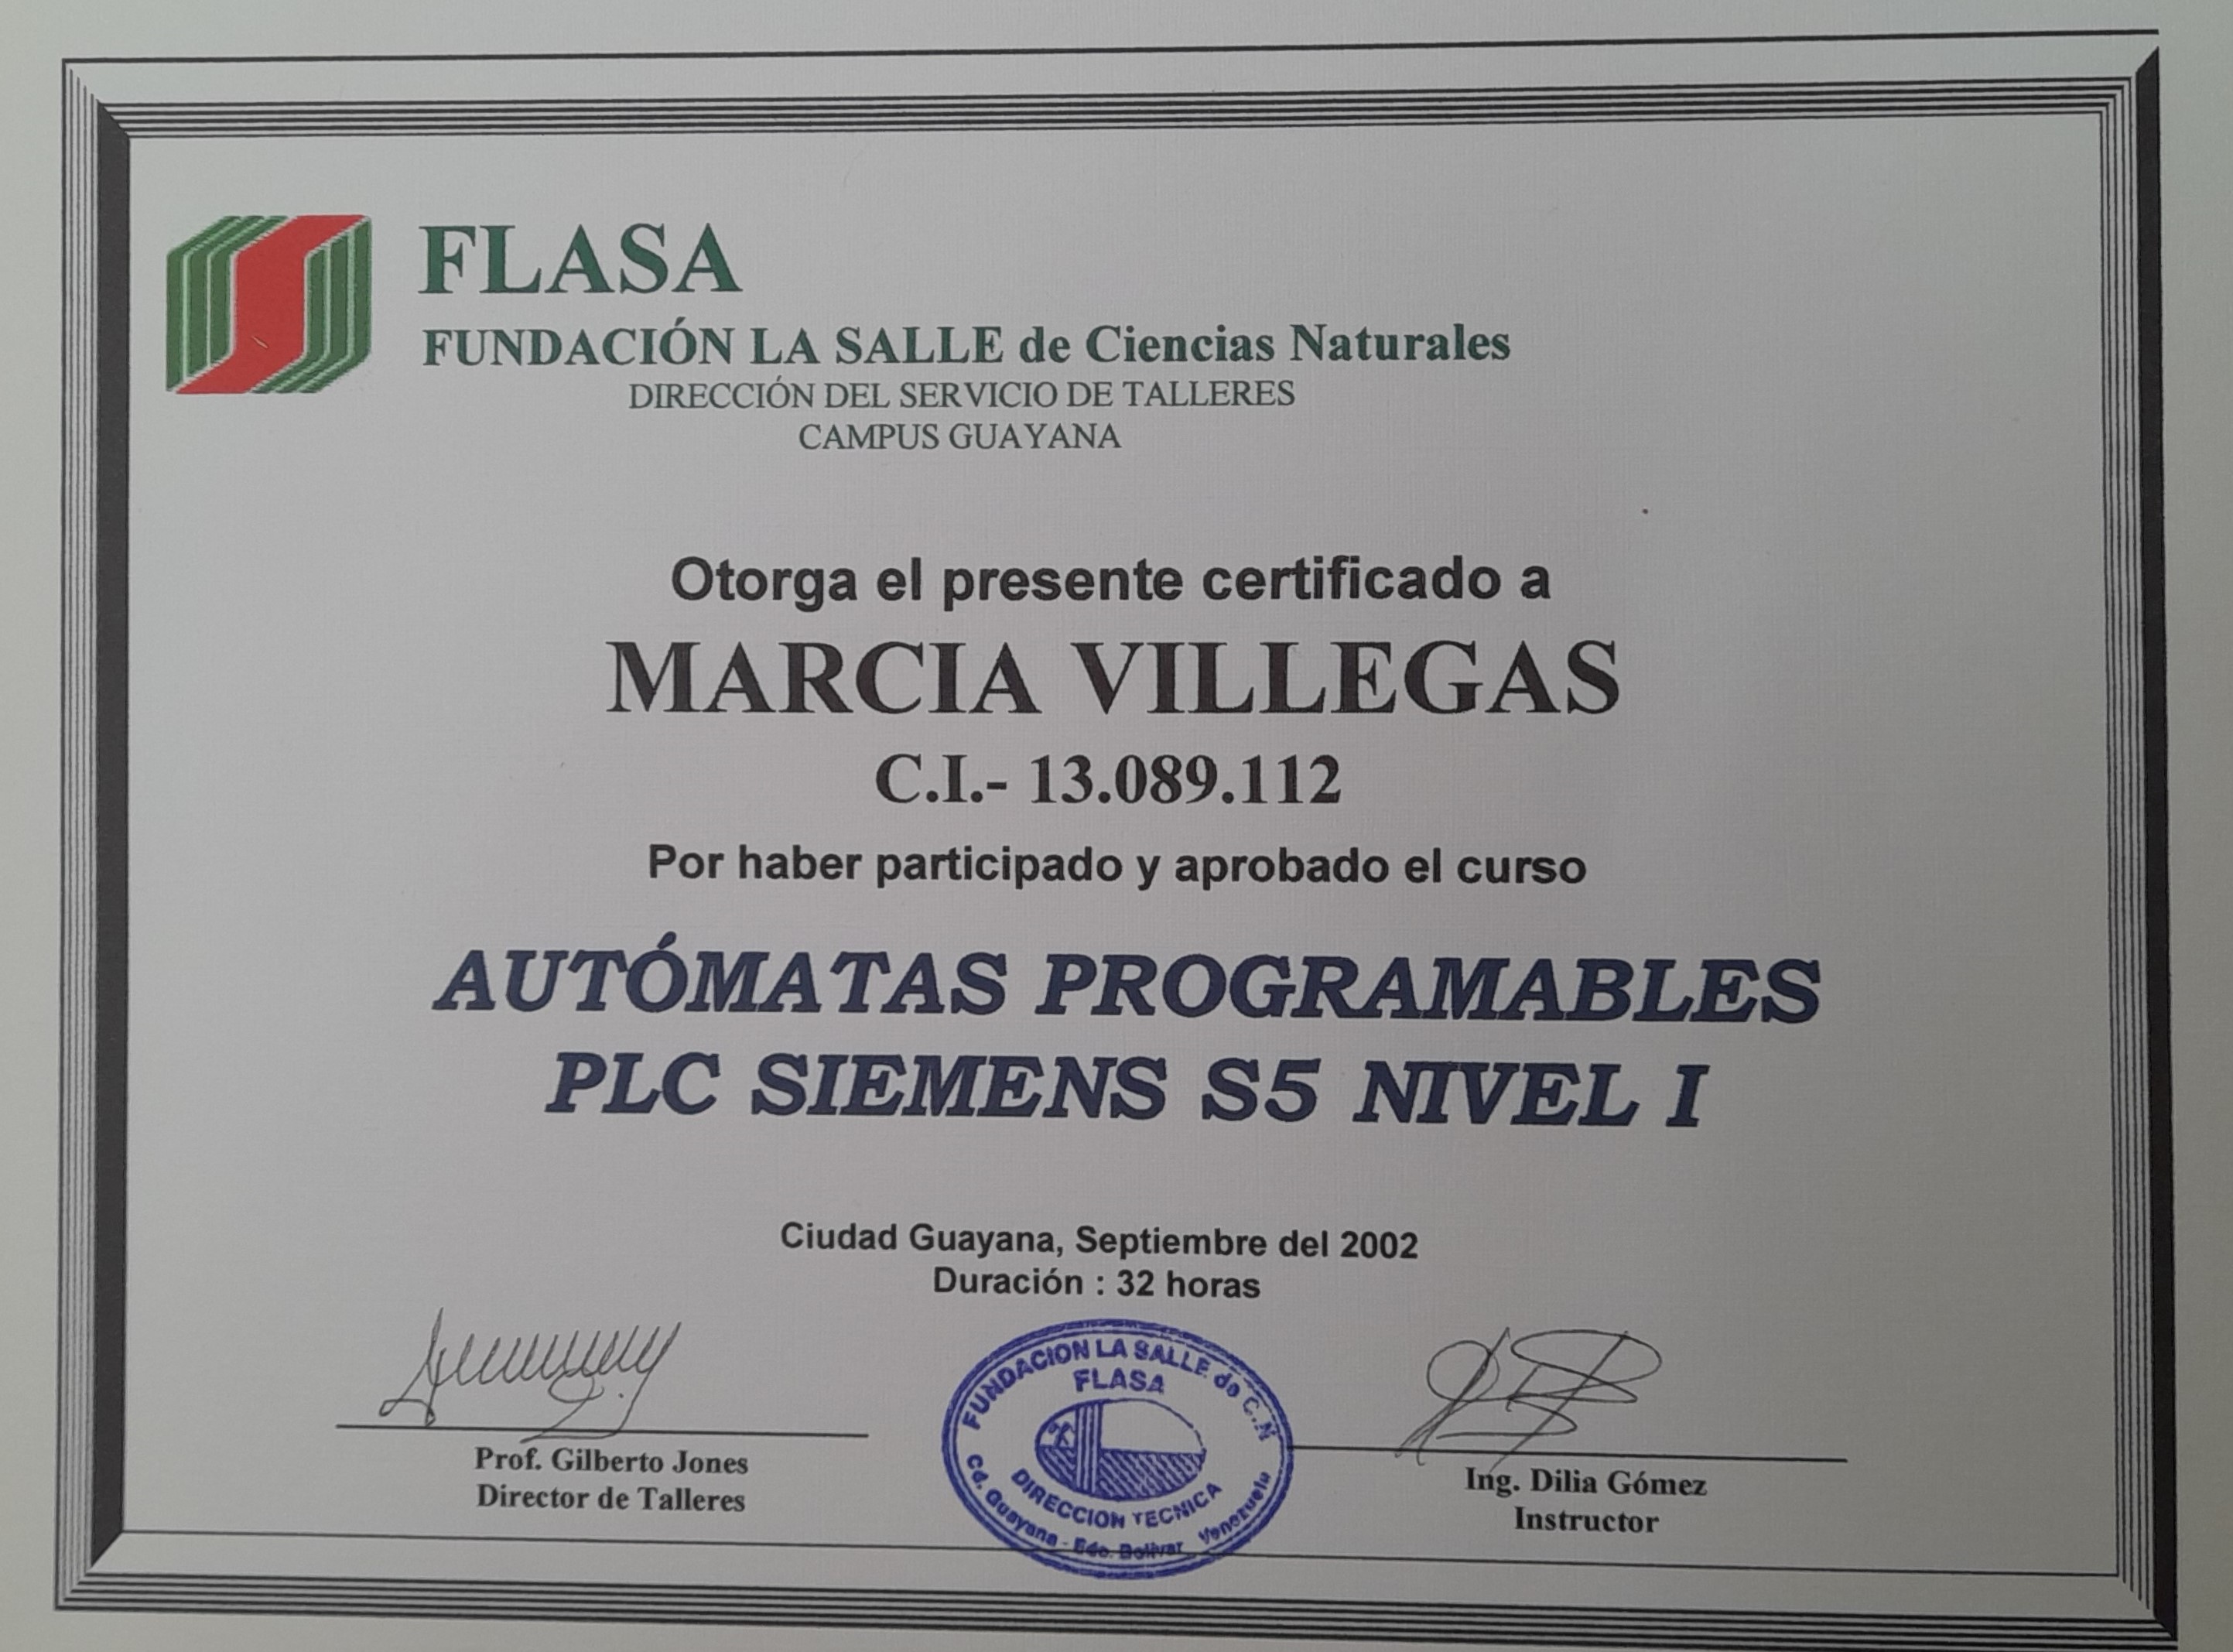 FLASA
FUNDACIÓN LA SALLE de Ciencias Naturales
DIRECCIÓN DEL SERVICIO DE TALLERES
CAMPUS GUAYANA
Otorga el presente certificado a
MARCIA VILLEGAS
C.I.- 13.089.112
Por haber participado y aprobado el curso
AUTÓMATAS PROGRAMABLES
PLC SIEMENS S5 NIVEL I
Ciudad Guayana, Septiembre del 2002
Duración : 32 horas
Prof. Gilberto Jones
Director de Talleres
FUNDACION LA SALLE de C.N
FLASA
DIRECCION TECNICA
Cd. Guayana - Edo. Bolivar Venezuela
Ing. Dilia Gómez
Instructor